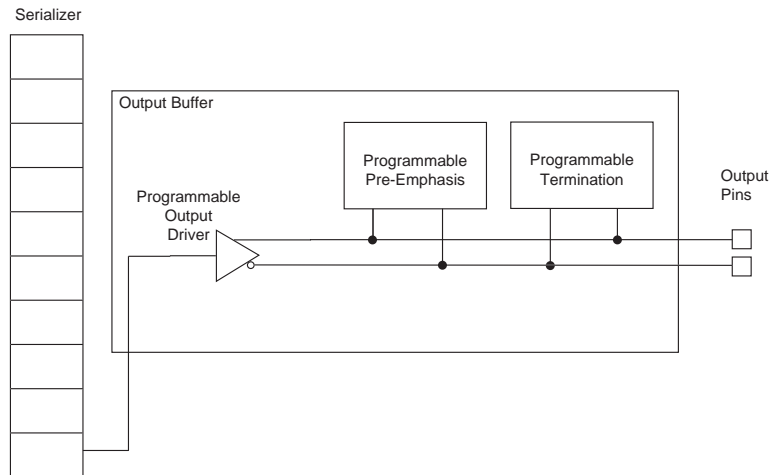 Serializer
Output Buffer
Programmable
Pre-Emphasis
Programmable
Termination
Output
Pins
Programmable
Output
Driver